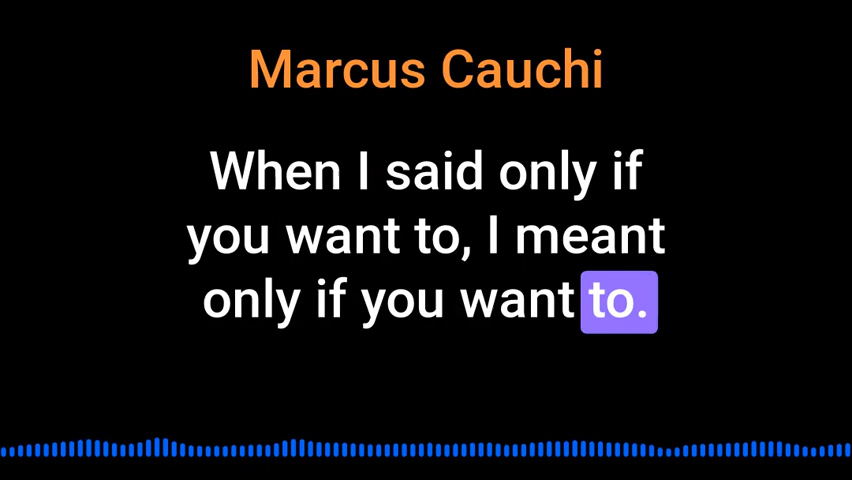 Marcus Cauchi
When I said only if
you want to, I meant
only if you want to.